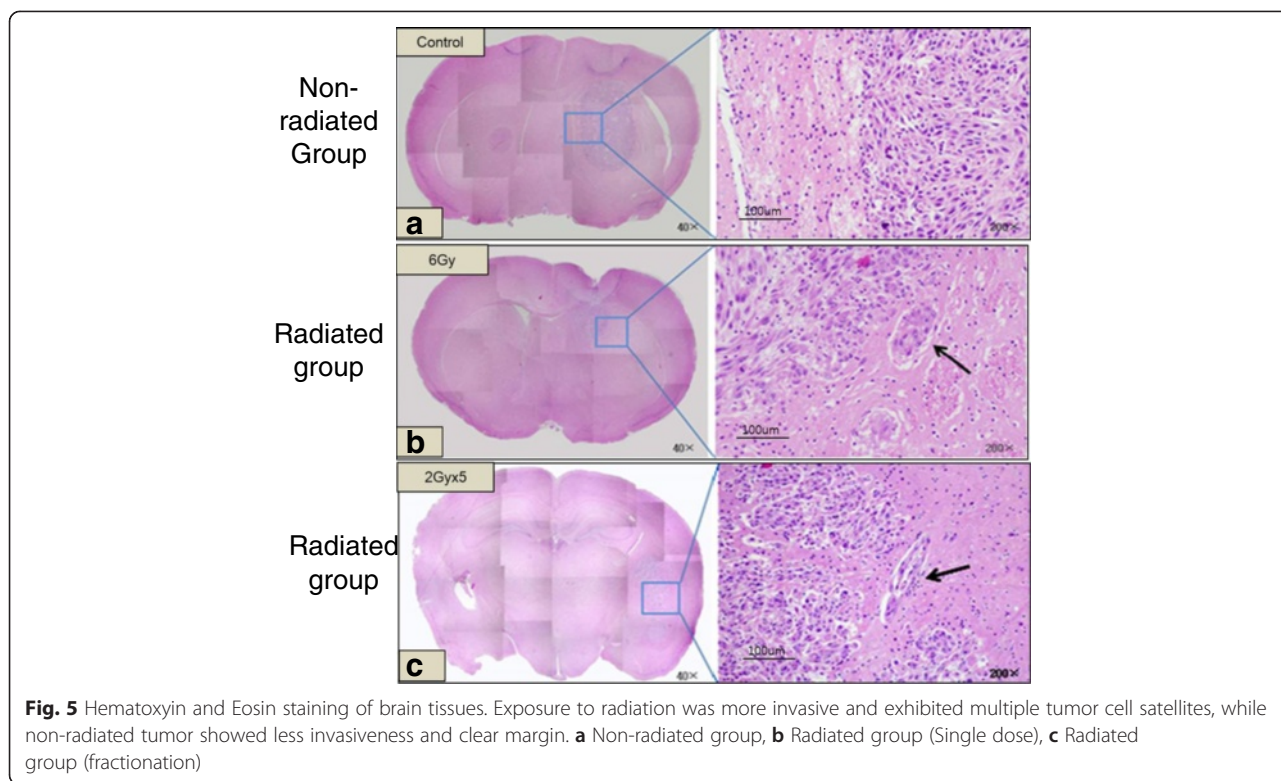 Control
Non-
radiated
Group
a
40×
100um
200×
6Gy
Radiated
group
b
40×
100um
200×
2Gyx5
Radiated
group
c
40×
100um
200×
Fig. 5 Hematoxyin and Eosin staining of brain tissues. Exposure to radiation was more invasive and exhibited multiple tumor cell satellites, while
non-radiated tumor showed less invasiveness and clear margin. a Non-radiated group, b Radiated group (Single dose), c Radiated
group (fractionation)